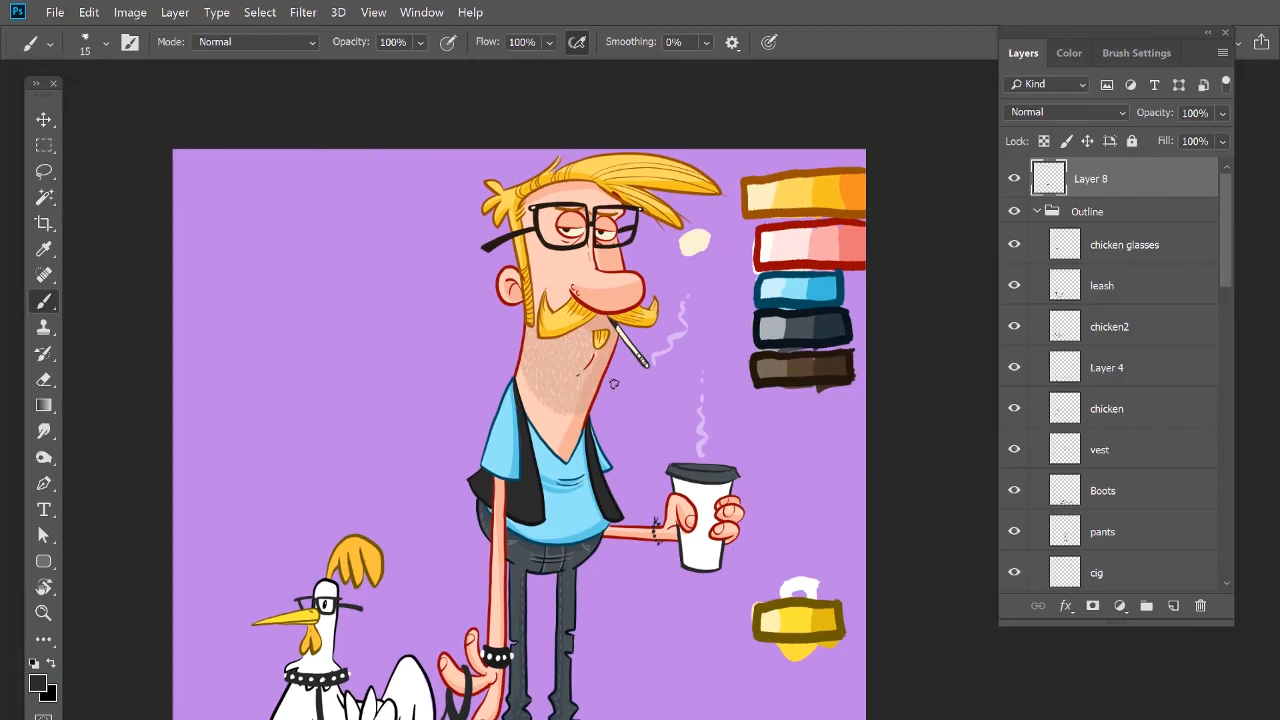 Ps File Edit Image Layer Type Select Filter 3D View Window Help
15 Mode: Normal Opacity: 100% Flow: 100% Smoothing: 0%
Layers Color Brush Settings
Kind
Normal Opacity: 100%
Lock: Fill: 100%
Layer 8
Outline
chicken glasses
leash
chicken2
Layer 4
chicken
vest
Boots
pants
cig
fx